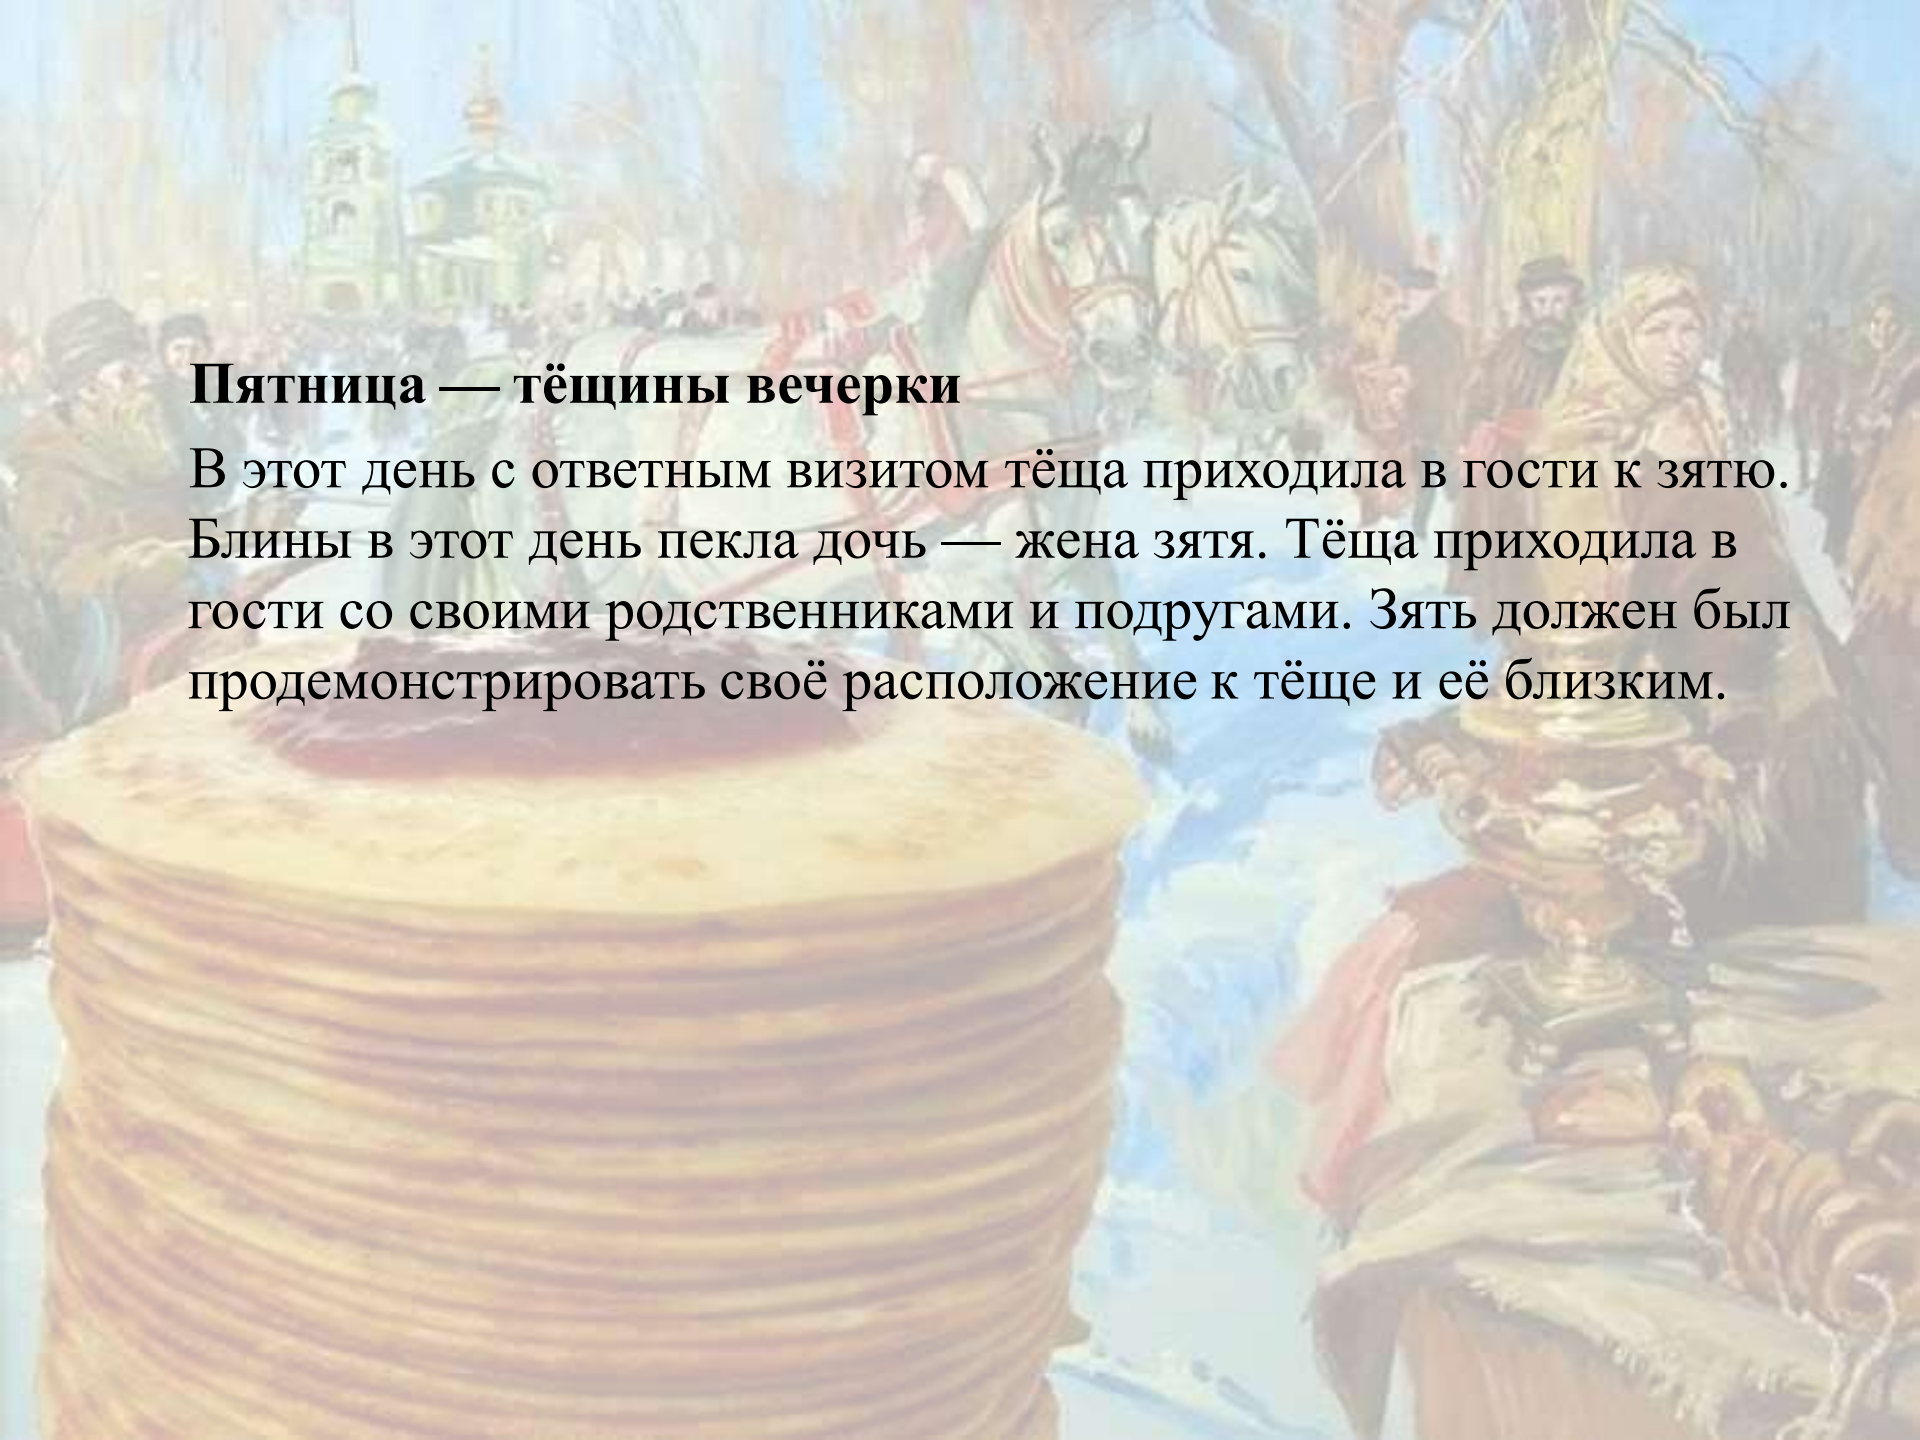 Пятница — тёщины вечерки
В этот день с ответным визитом тёща приходила в гости к зятю.
Блины в этот день пекла дочь — жена зятя. Тёща приходила в
гости со своими родственниками и подругами. Зять должен был
продемонстрировать своё расположение к тёще и её близким.